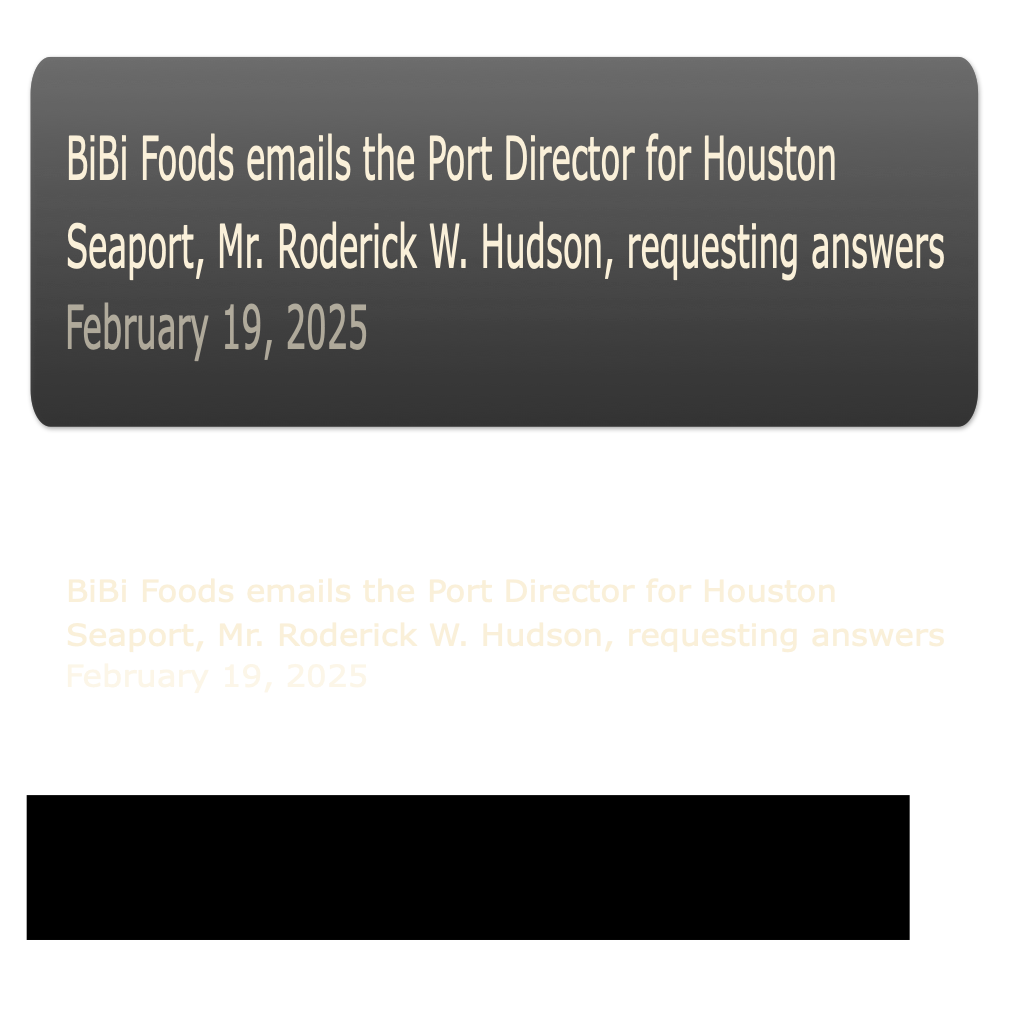 BiBi Foods emails the Port Director for Houston
Seaport, Mr. Roderick W. Hudson, requesting answers
February 19, 2025
BiBi Foods emails the Port Director for Houston
Seaport, Mr. Roderick W. Hudson, requesting answers
February 19, 2025